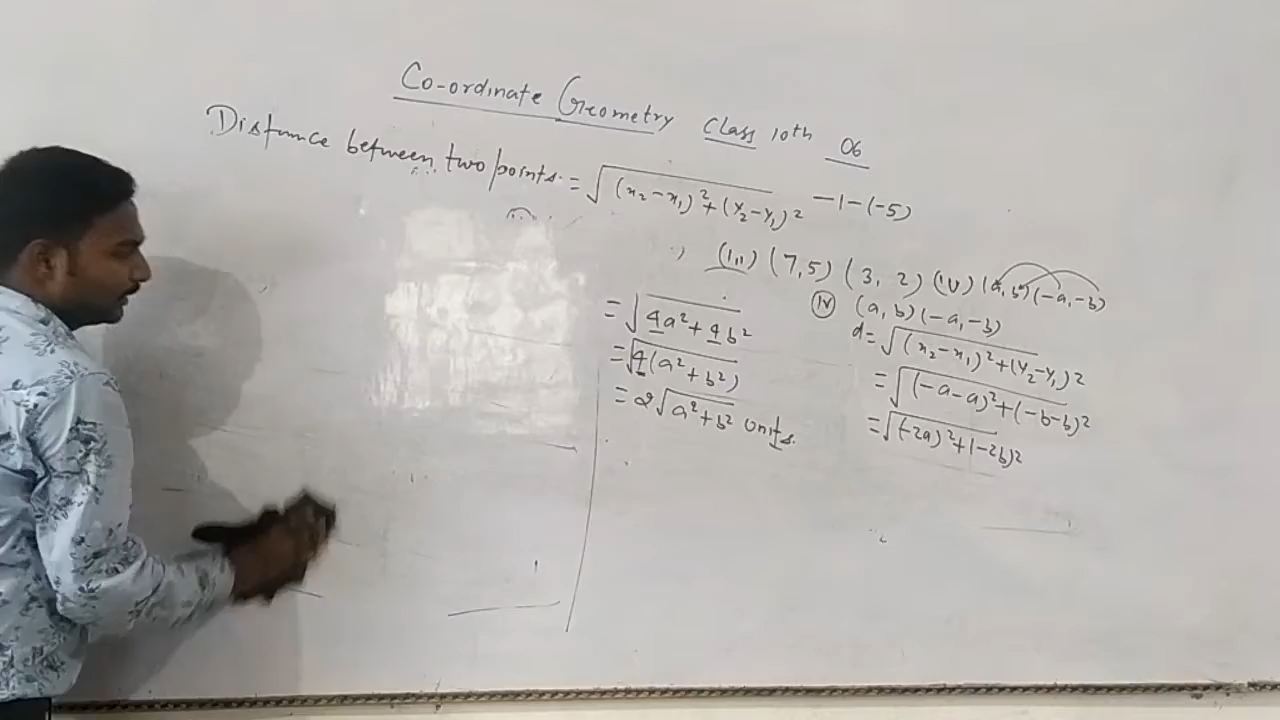 Co-ordinate Geometry Class 10th 06
Distance between two points. = √(x₂-x₁)²+(y₂-y₁)² -1-(-5)
(iii) (7,5) (3, 2) (iv) (a, b) (-a,-b)
= √4a²+4b²
= √4(a²+b²)
= 2√a²+b² units.
(iv) (a, b) (-a,-b)
d= √(x₂-x₁)²+(y₂-y₁)²
= √(-a-a)²+(-b-b)²
= √(-2a)²+(-2b)²